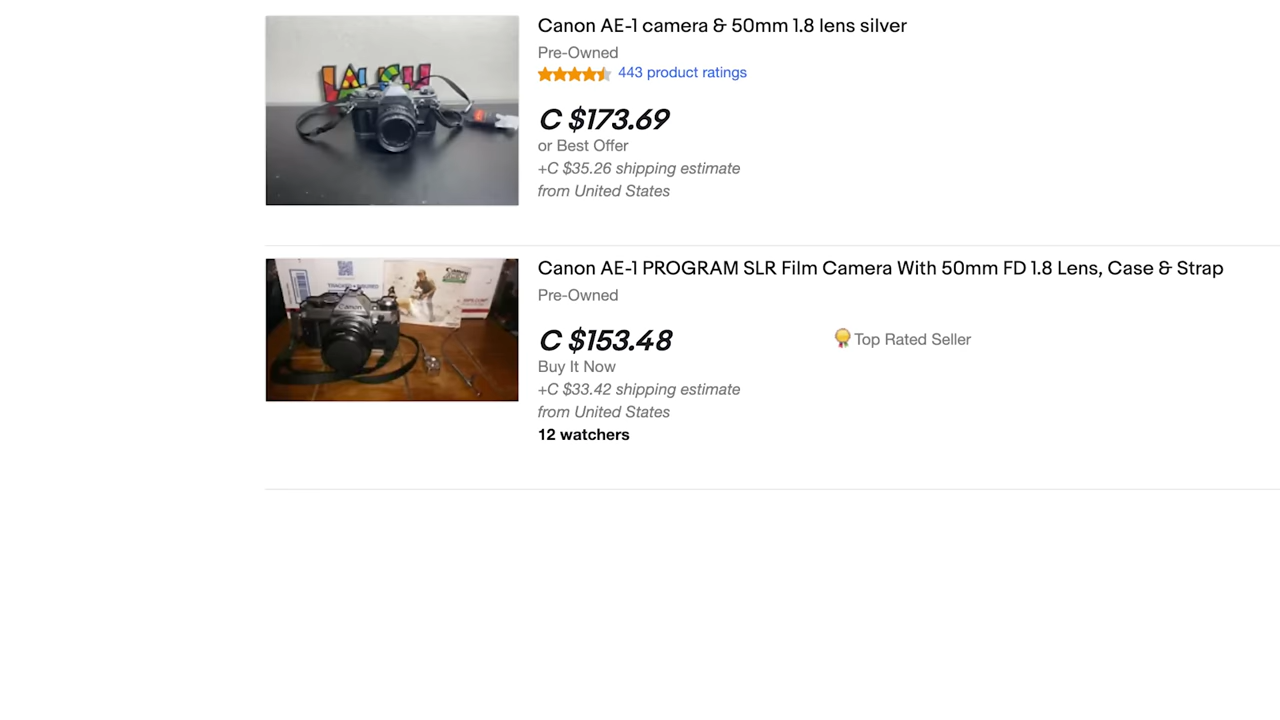 LAUGH
Canon AE-1 camera & 50mm 1.8 lens silver
Pre-Owned
443 product ratings
C $173.69
or Best Offer
+C $35.26 shipping estimate
from United States
Canon
Canon AE-1 PROGRAM SLR Film Camera With 50mm FD 1.8 Lens, Case & Strap
Pre-Owned
C $153.48
Top Rated Seller
Buy It Now
+C $33.42 shipping estimate
from United States
12 watchers